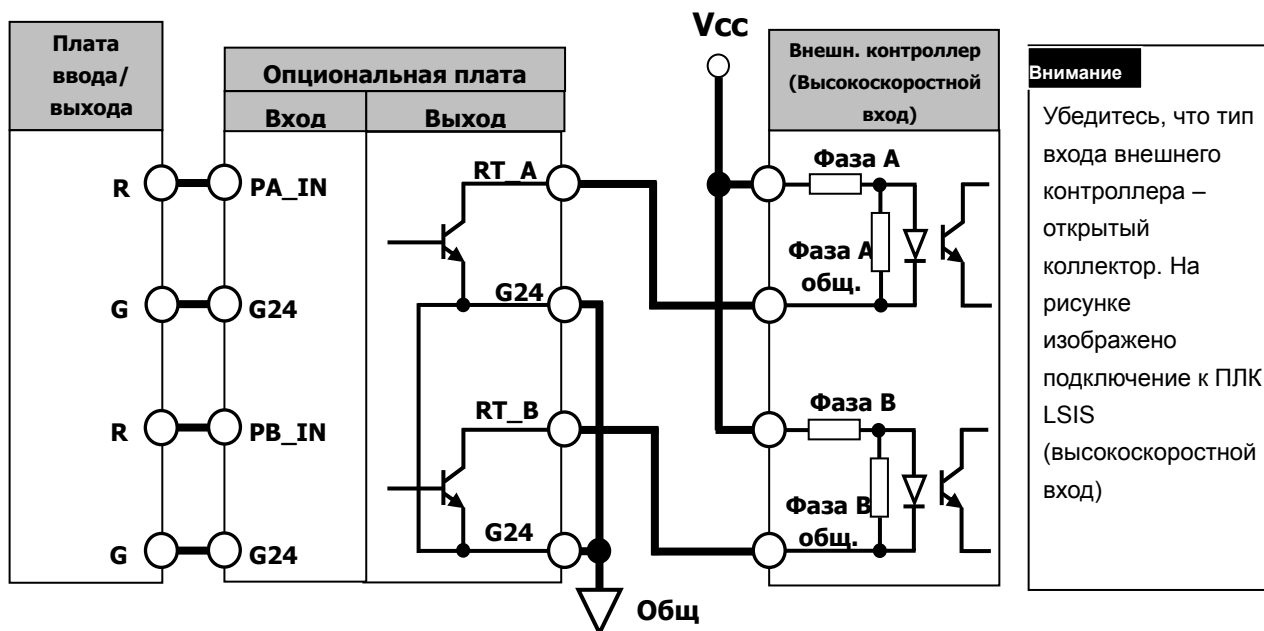 Плата
ввода/
выхода
Опциональная плата
Вход
Выход
Vcc
Внешн. контроллер
(Высокоскоростной
вход)
Внимание
Убедитесь, что тип
входа внешнего
контроллера –
открытый
коллектор. На
рисунке
изображено
подключение к ПЛК
LSIS
(высокоскоростной
вход)
R
PA_IN
RT_A
Фаза A
G
G24
G24
Фаза A
общ.
R
PB_IN
RT_B
Фаза B
G
G24
G24
Фаза B
общ.
Общ